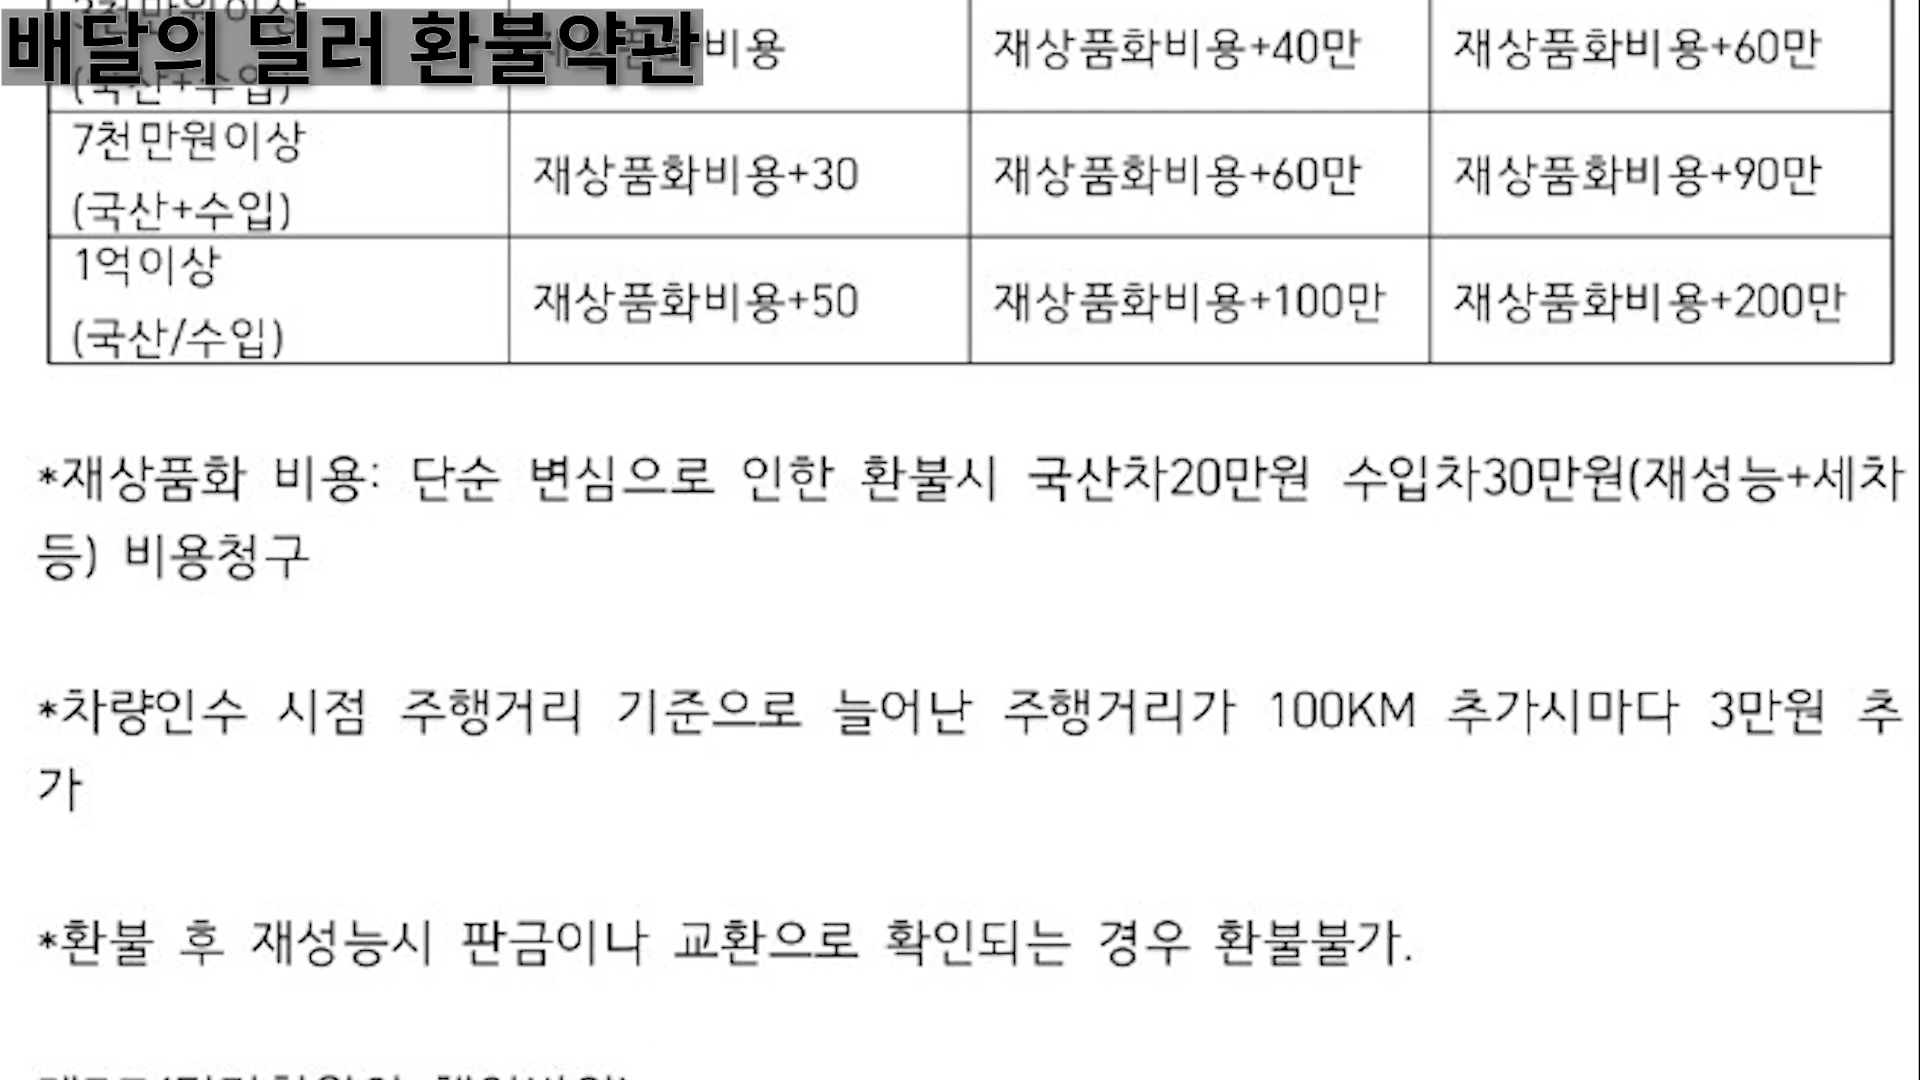 배달의 딜러 환불약관
비용 재상품화비용+40만 재상품화비용+60만
(국산+수입)
7천만원이상
(국산+수입)
재상품화비용+30 재상품화비용+60만 재상품화비용+90만
1억이상
(국산/수입)
재상품화비용+50 재상품화비용+100만 재상품화비용+200만
*재상품화 비용: 단순 변심으로 인한 환불시 국산차20만원 수입차30만원(재성능+세차
등) 비용청구
*차량인수 시점 주행거리 기준으로 늘어난 주행거리가 100KM 추가시마다 3만원 추
가
*환불 후 재성능시 판금이나 교환으로 확인되는 경우 환불불가.